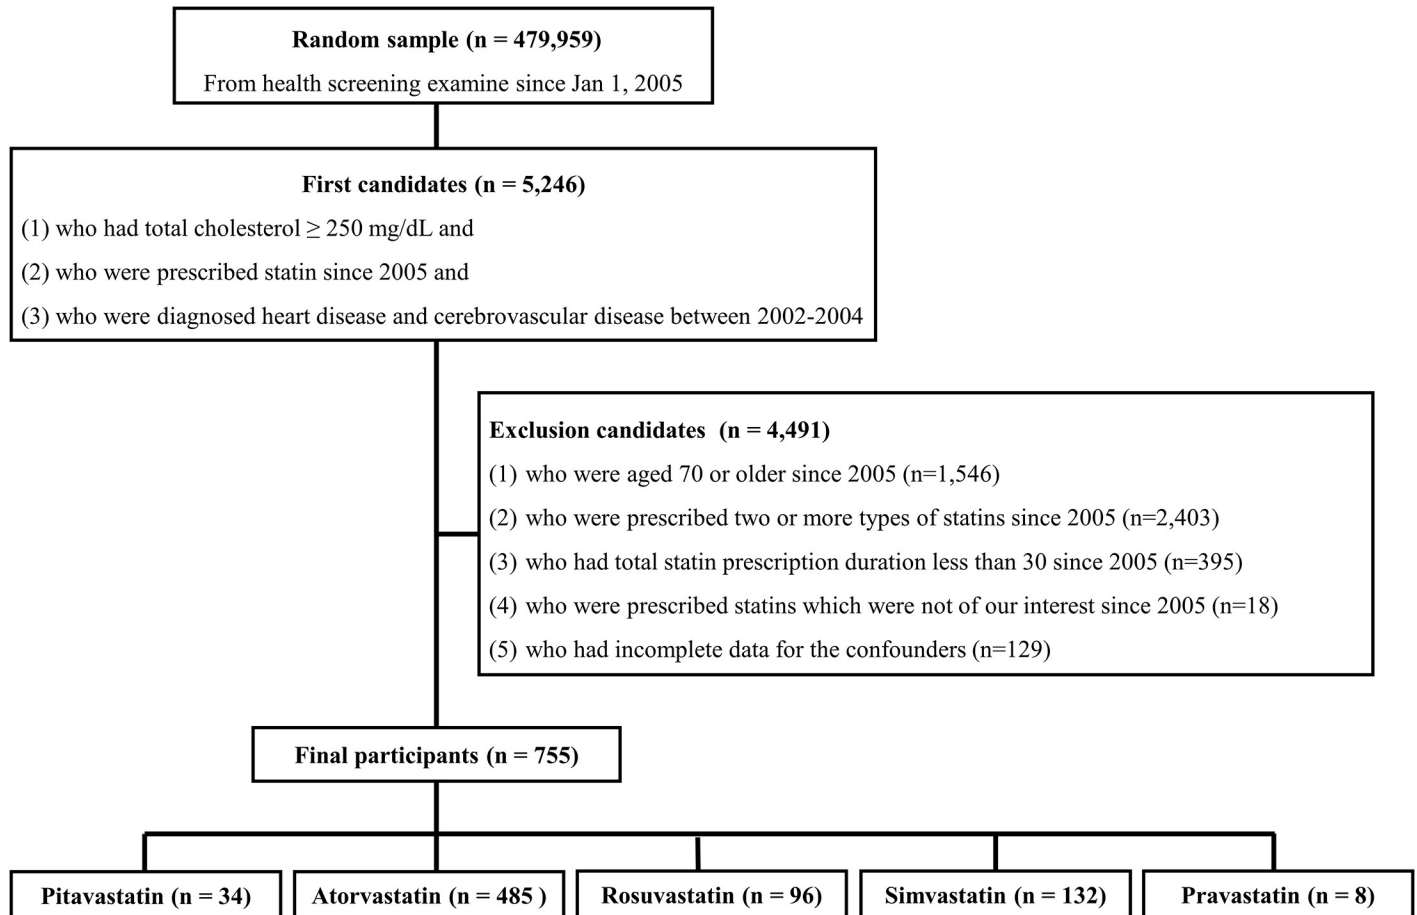 Random sample (n = 479,959)
From health screening examine since Jan 1, 2005
First candidates (n = 5,246)
(1) who had total cholesterol ≥ 250 mg/dL and
(2) who were prescribed statin since 2005 and
(3) who were diagnosed heart disease and cerebrovascular disease between 2002-2004
Exclusion candidates (n = 4,491)
(1) who were aged 70 or older since 2005 (n=1,546)
(2) who were prescribed two or more types of statins since 2005 (n=2,403)
(3) who had total statin prescription duration less than 30 since 2005 (n=395)
(4) who were prescribed statins which were not of our interest since 2005 (n=18)
(5) who had incomplete data for the confounders (n=129)
Final participants (n = 755)
Pitavastatin (n = 34)
Atorvastatin (n = 485 )
Rosuvastatin (n = 96)
Simvastatin (n = 132)
Pravastatin (n = 8)